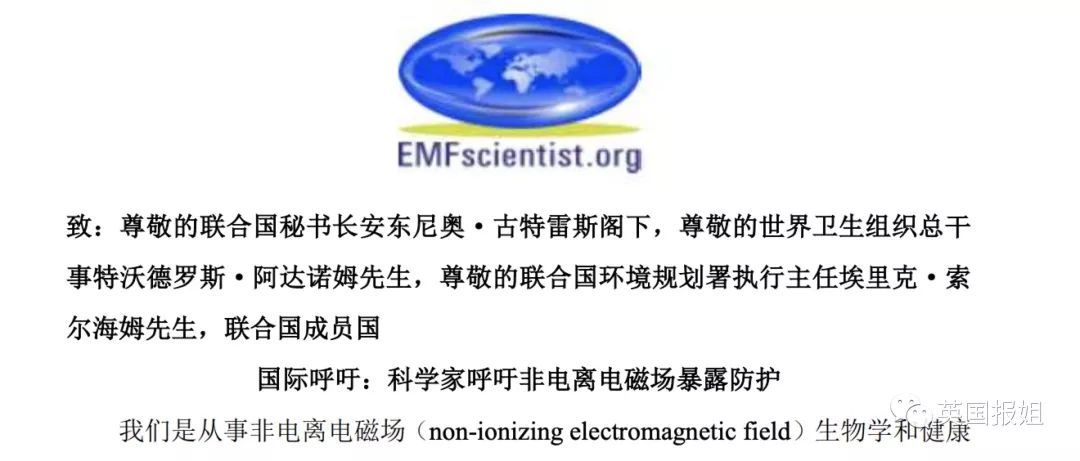 EMFscientist.org
致：尊敬的联合国秘书长安东尼奥·古特雷斯阁下，尊敬的世界卫生组织总干
事特沃德罗斯·阿达诺姆先生，尊敬的联合国环境规划署执行主任埃里克·索
尔海姆先生，联合国成员国
国际呼吁：科学家呼吁非电离电磁场暴露防护
我们是从事非电离电磁场（non-ionizing electromagnetic field）生物学和健康
英国报姐